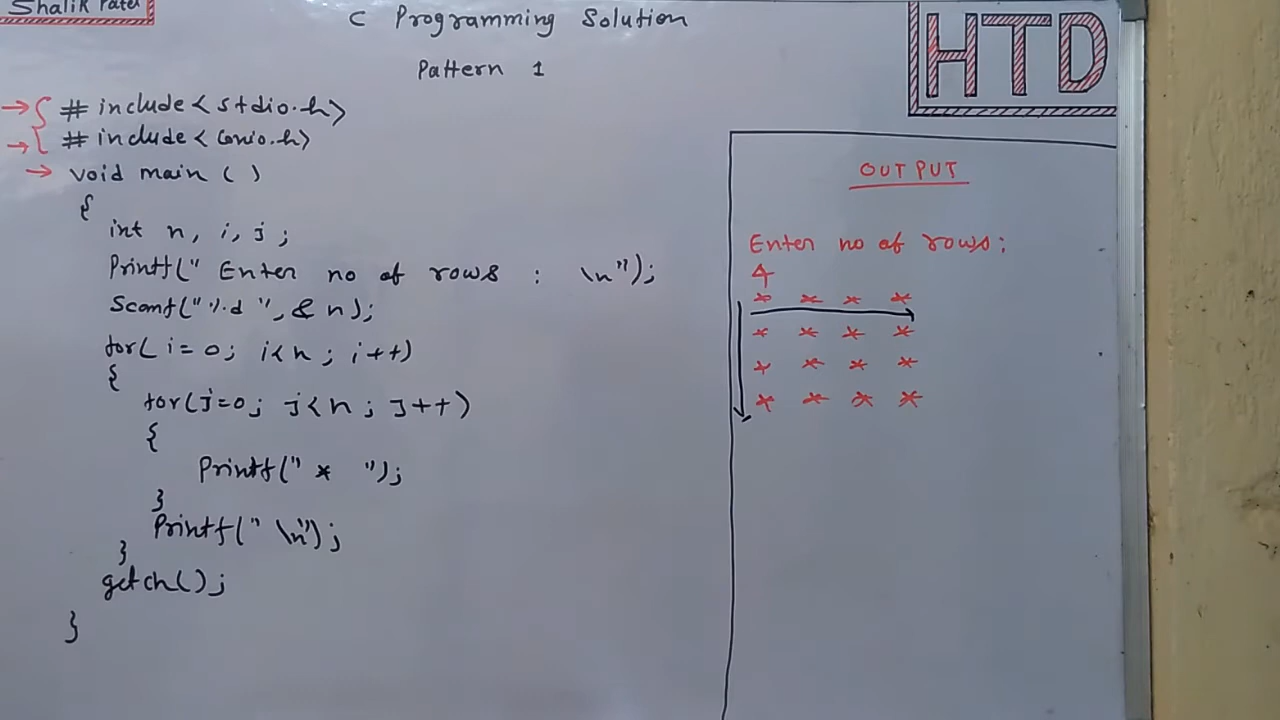 Shalik Patel
C Programming Solution
HTD
Pattern 1
# include<stdio.h>
# include<conio.h>
void main ( )
{
int n, i, j ;
Printf(" Enter no of rows : \n");
Scanf("%d ", & n);
for( i= 0; i<n ; i++)
{
for(j=0; j<n ; j++)
{
Printf(" * ");
}
Printf(" \n");
}
getch();
}
OUTPUT
Enter no of rows:
4
* * * *
* * * *
* * * *
* * * *